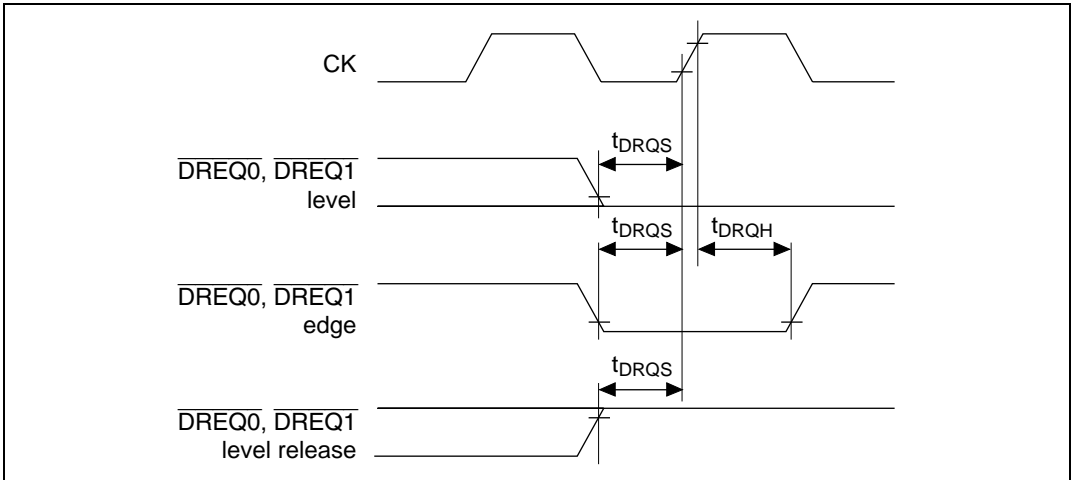 CK
tDRQS
DREQ0, DREQ1
level
tDRQS
tDRQH
DREQ0, DREQ1
edge
tDRQS
DREQ0, DREQ1
level release